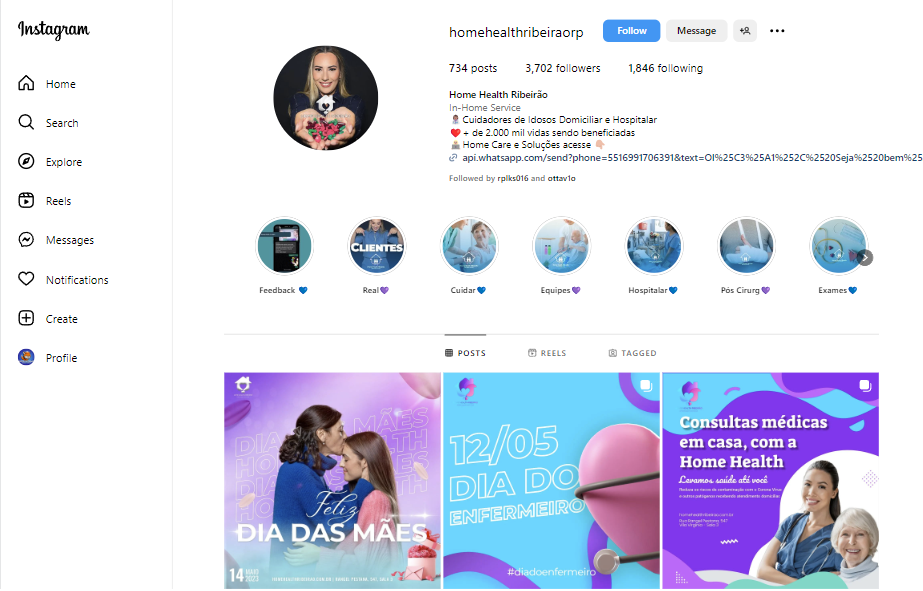 Instagram
Home
Search
Explore
Reels
Messages
Notifications
Create
Profile
homehealthribeiraorp
Follow
Message
734 posts
3,702 followers
1,846 following
Home Health Ribeirão
In-Home Service
Cuidadores de Idosos Domiciliar e Hospitalar
+ de 2.000 mil vidas sendo beneficiadas
Home Care e Soluções acesse
api.whatsapp.com/send?phone=5516991706391&text=Ol%25C3%25A1%252C%2520Seja%2520bem%25
Followed by rplks016 and ottav1o
CLIENTES
Feedback
Real
Cuidar
Equipes
Hospitalar
Pós Cirurg
Exames
POSTS
REELS
TAGGED
DIA DAS MÃES
HOME HEALTH
Feliz
DIA DAS MÃES
14 MAIO
2023
12/05
DIA DO
ENFERMEIRO
#diadoenfermeiro
Consultas médicas
em casa, com a
Home Health
Levamos saúde até você